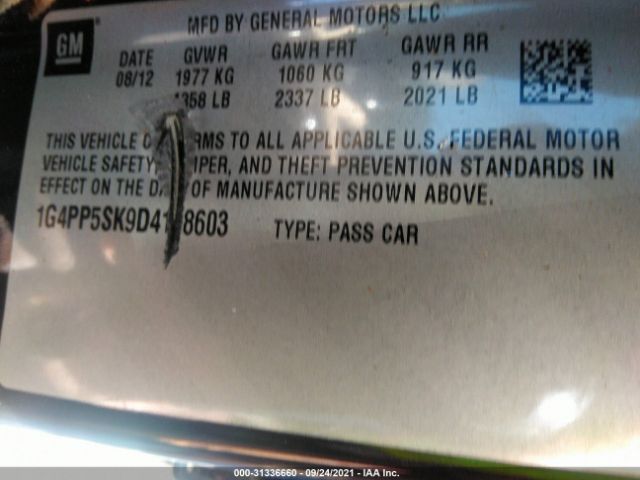 GM
MFD BY GENERAL MOTORS LLC
DATE GVWR GAWR FRT GAWR RR
08/12 1977 KG 1060 KG 917 KG
4358 LB 2337 LB 2021 LB
THIS VEHICLE TO ALL APPLICABLE U.S. FEDERAL MOTOR
VEHICLE SAFETY, AND THEFT PREVENTION STANDARDS IN
EFFECT ON THE OF MANUFACTURE SHOWN ABOVE.
TYPE: PASS CAR
000-31336660 - 09/24/2021 - IAA Inc.